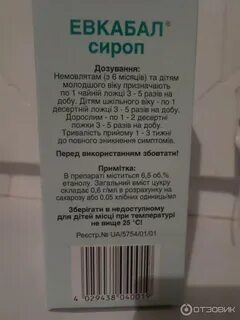 ЕВКАБАЛ®
сироп
Дозування:
Немовлятам (з 6 місяців) та дітям
молодшого віку призначають
по 1 чайній ложці 3 - 5 разів на
добу. Дітям шкільного віку - по 1
десертній ложці 3 - 5 разів на добу.
Дорослим - по 1 - 2 десертні
ложки 3 - 5 разів на добу.
Тривалість прийому 1 - 3 тижні
і до повного зникнення симптомів.
Перед використанням збовтати!
Примітка:
В препараті міститься 6,5 об.%
етанолу. Загальний вміст цукру
складає 0,6 г/мл в розрахунку на
сахарозу або 0,05 хлібних одиниць/мл
Зберігати в недоступному
для дітей місці при температурі
не вище 25 °С!
Реєстр.№ UA/5754/01/01
4 029438 040019
ОТЗОВИК